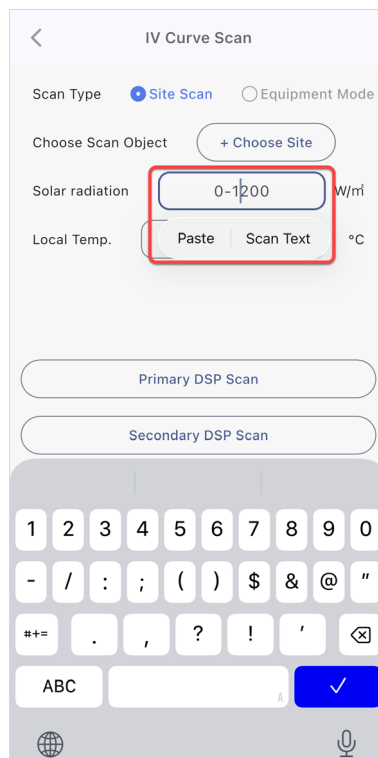 IV Curve Scan
Scan Type Site Scan Equipment Mode
Choose Scan Object + Choose Site
Solar radiation 0-1200 W/㎡
Local Temp. Paste Scan Text °C
Primary DSP Scan
Secondary DSP Scan
1 2 3 4 5 6 7 8 9 0
- / : ; ( ) $ & @ "
#+= . , ? ! '
ABC A